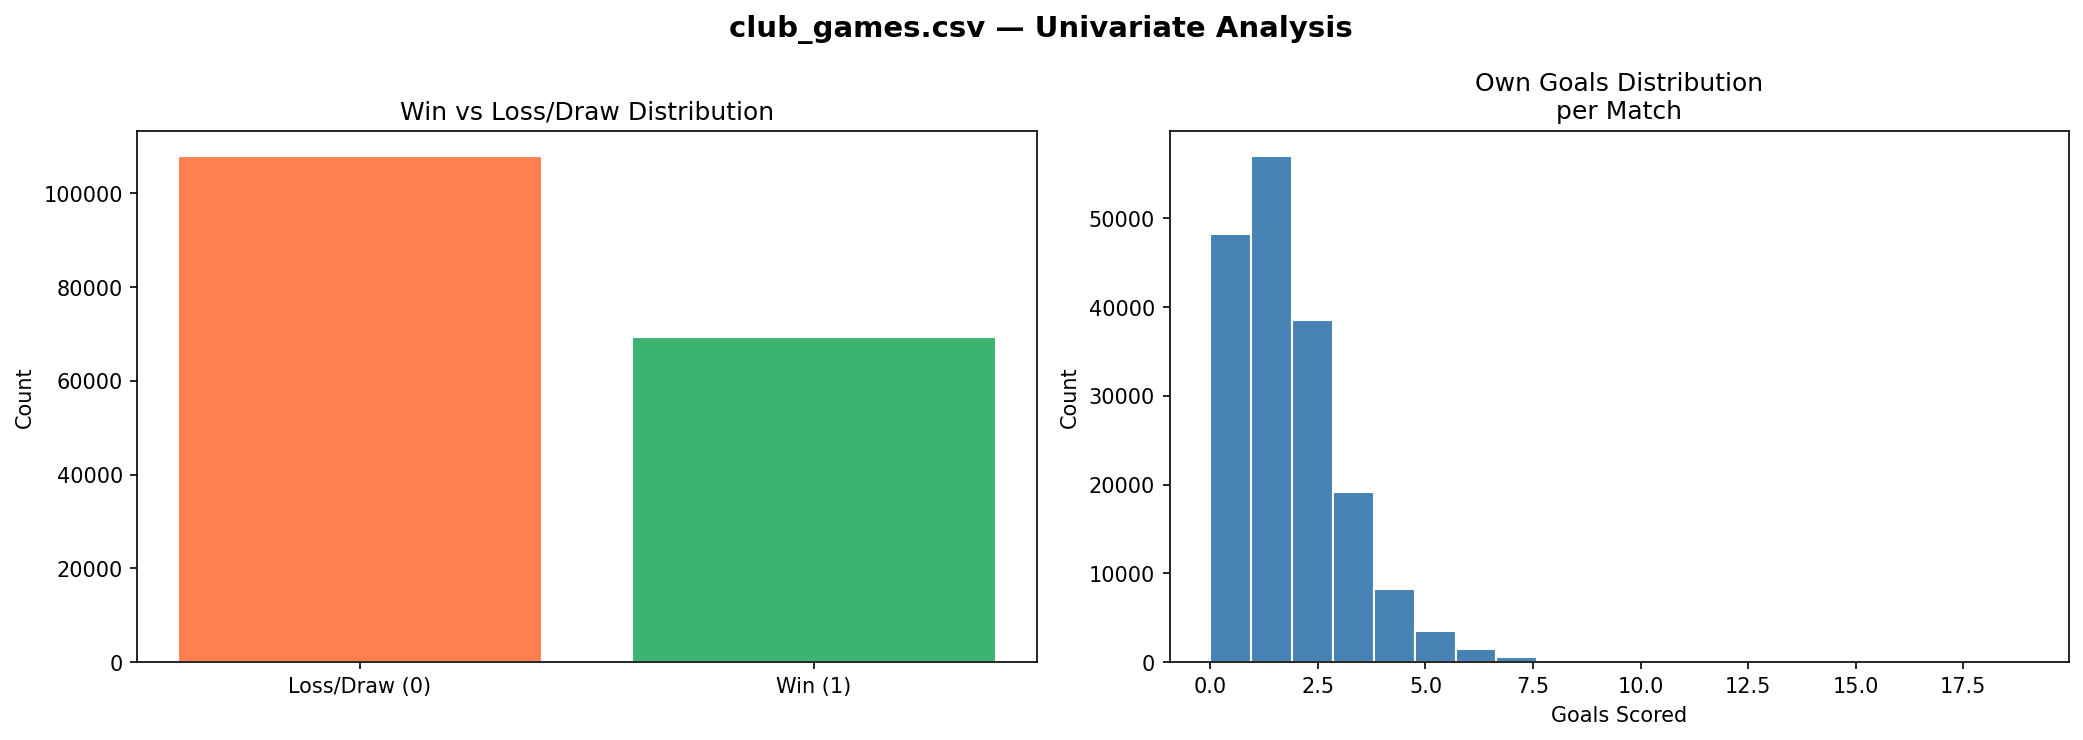 club_games.csv — Univariate Analysis
Win vs Loss/Draw Distribution
Count
100000
80000
60000
40000
20000
0
Loss/Draw (0)
Win (1)
Own Goals Distribution
per Match
Count
50000
40000
30000
20000
10000
0
0.0
2.5
5.0
7.5
10.0
12.5
15.0
17.5
Goals Scored